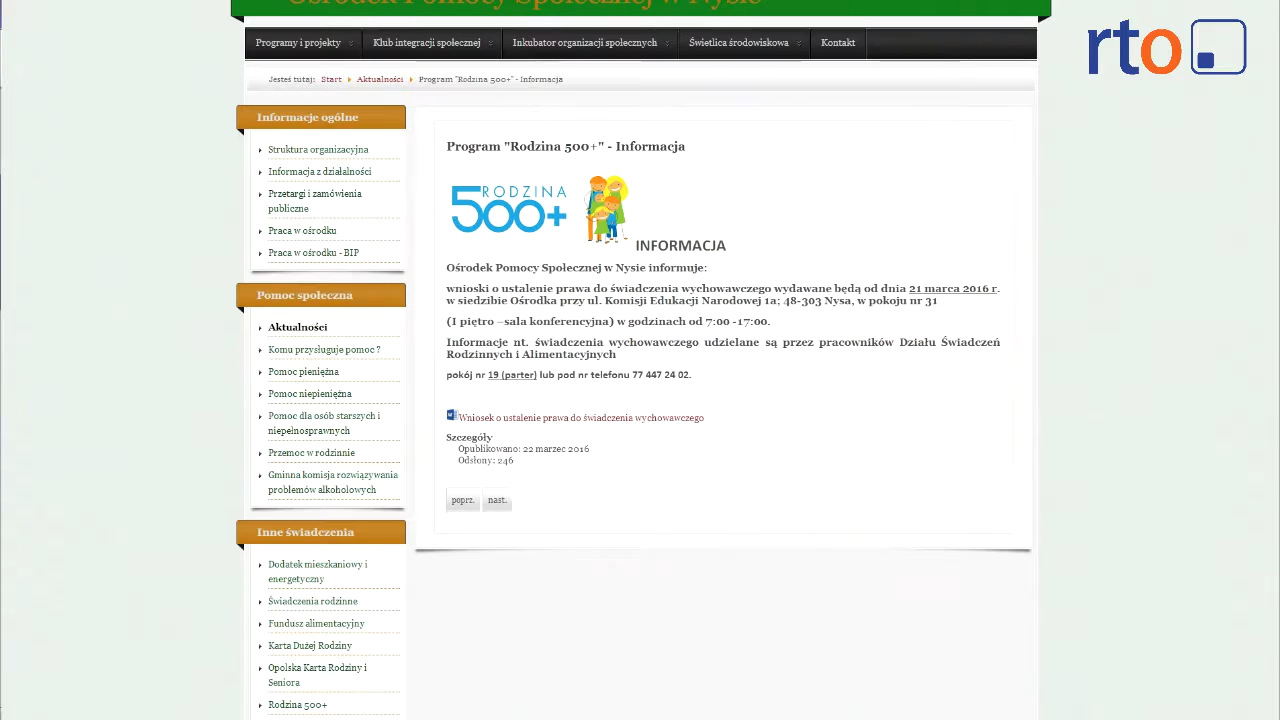 Ośrodek Pomocy Społecznej w Nysie
rto
Programy i projekty
Klub integracji społecznej
Inkubator organizacji społecznych
Świetlica środowiskowa
Kontakt
Jesteś tutaj: Start Aktualności Program "Rodzina 500+" - Informacja
Informacje ogólne
Struktura organizacyjna
Informacja z działalności
Przetargi i zamówienia
publiczne
Praca w ośrodku
Praca w ośrodku - BIP
Pomoc społeczna
Aktualności
Komu przysługuje pomoc ?
Pomoc pieniężna
Pomoc niepieniężna
Pomoc dla osób starszych i
niepełnosprawnych
Przemoc w rodzinnie
Gminna komisja rozwiązywania
problemów alkoholowych
Inne świadczenia
Dodatek mieszkaniowy i
energetyczny
Świadczenia rodzinne
Fundusz alimentacyjny
Karta Dużej Rodziny
Opolska Karta Rodziny i
Seniora
Rodzina 500+
Program "Rodzina 500+" - Informacja
RODZINA
500+
INFORMACJA
Ośrodek Pomocy Społecznej w Nysie informuje:
wnioski o ustalenie prawa do świadczenia wychowawczego wydawane będą od dnia 21 marca 2016 r.
w siedzibie Ośrodka przy ul. Komisji Edukacji Narodowej 1a; 48-303 Nysa, w pokoju nr 31
(I piętro –sala konferencyjna) w godzinach od 7:00 -17:00.
Informacje nt. świadczenia wychowawczego udzielane są przez pracowników Działu Świadczeń
Rodzinnych i Alimentacyjnych
pokój nr 19 (parter) lub pod nr telefonu 77 447 24 02.
Wniosek o ustalenie prawa do świadczenia wychowawczego
Szczegóły
Opublikowano: 22 marzec 2016
Odsłony: 246
poprz.
nast.